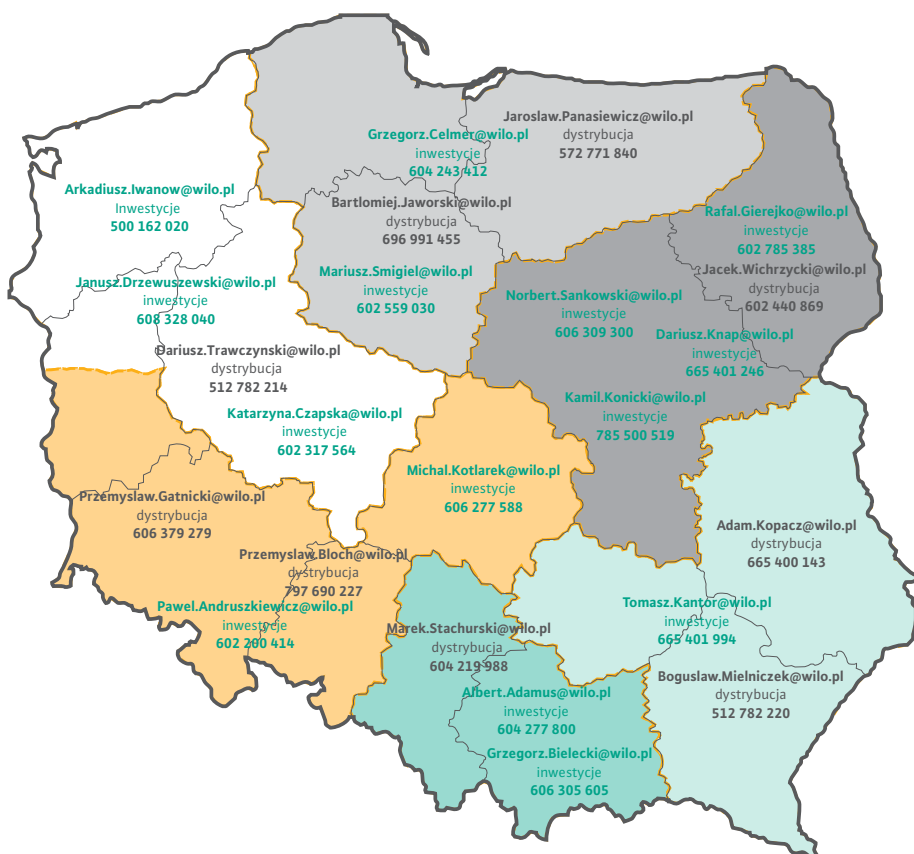 Jaroslaw.Panasiewicz@wilo.pl
dystrybucja
572 771 840
Grzegorz.Celmer@wilo.pl
inwestycje
604 243 412
Arkadiusz.Iwanow@wilo.pl
Inwestycje
500 162 020
Bartlomiej.Jaworski@wilo.pl
dystrybucja
696 991 455
Rafal.Gierejko@wilo.pl
inwestycje
602 785 385
Mariusz.Smigiel@wilo.pl
inwestycje
602 559 030
Jacek.Wichrzycki@wilo.pl
dystrybucja
602 440 869
Janusz.Drzewuszewski@wilo.pl
inwestycje
608 328 040
Norbert.Sankowski@wilo.pl
inwestycje
606 309 300
Dariusz.Knap@wilo.pl
inwestycje
665 401 246
Dariusz.Trawczynski@wilo.pl
dystrybucja
512 782 214
Kamil.Konicki@wilo.pl
inwestycje
785 500 519
Katarzyna.Czapska@wilo.pl
inwestycje
602 317 564
Michal.Kotlarek@wilo.pl
inwestycje
606 277 588
Przemyslaw.Gatnicki@wilo.pl
dystrybucja
606 379 279
Adam.Kopacz@wilo.pl
dystrybucja
665 400 143
Przemyslaw.Bloch@wilo.pl
dystrybucja
797 690 227
Pawel.Andruszkiewicz@wilo.pl
inwestycje
602 200 414
Tomasz.Kantor@wilo.pl
inwestycje
665 401 994
Marek.Stachurski@wilo.pl
dystrybucja
604 219 988
Boguslaw.Mielniczek@wilo.pl
dystrybucja
512 782 220
Albert.Adamus@wilo.pl
inwestycje
604 277 800
Grzegorz.Bielecki@wilo.pl
inwestycje
606 305 605